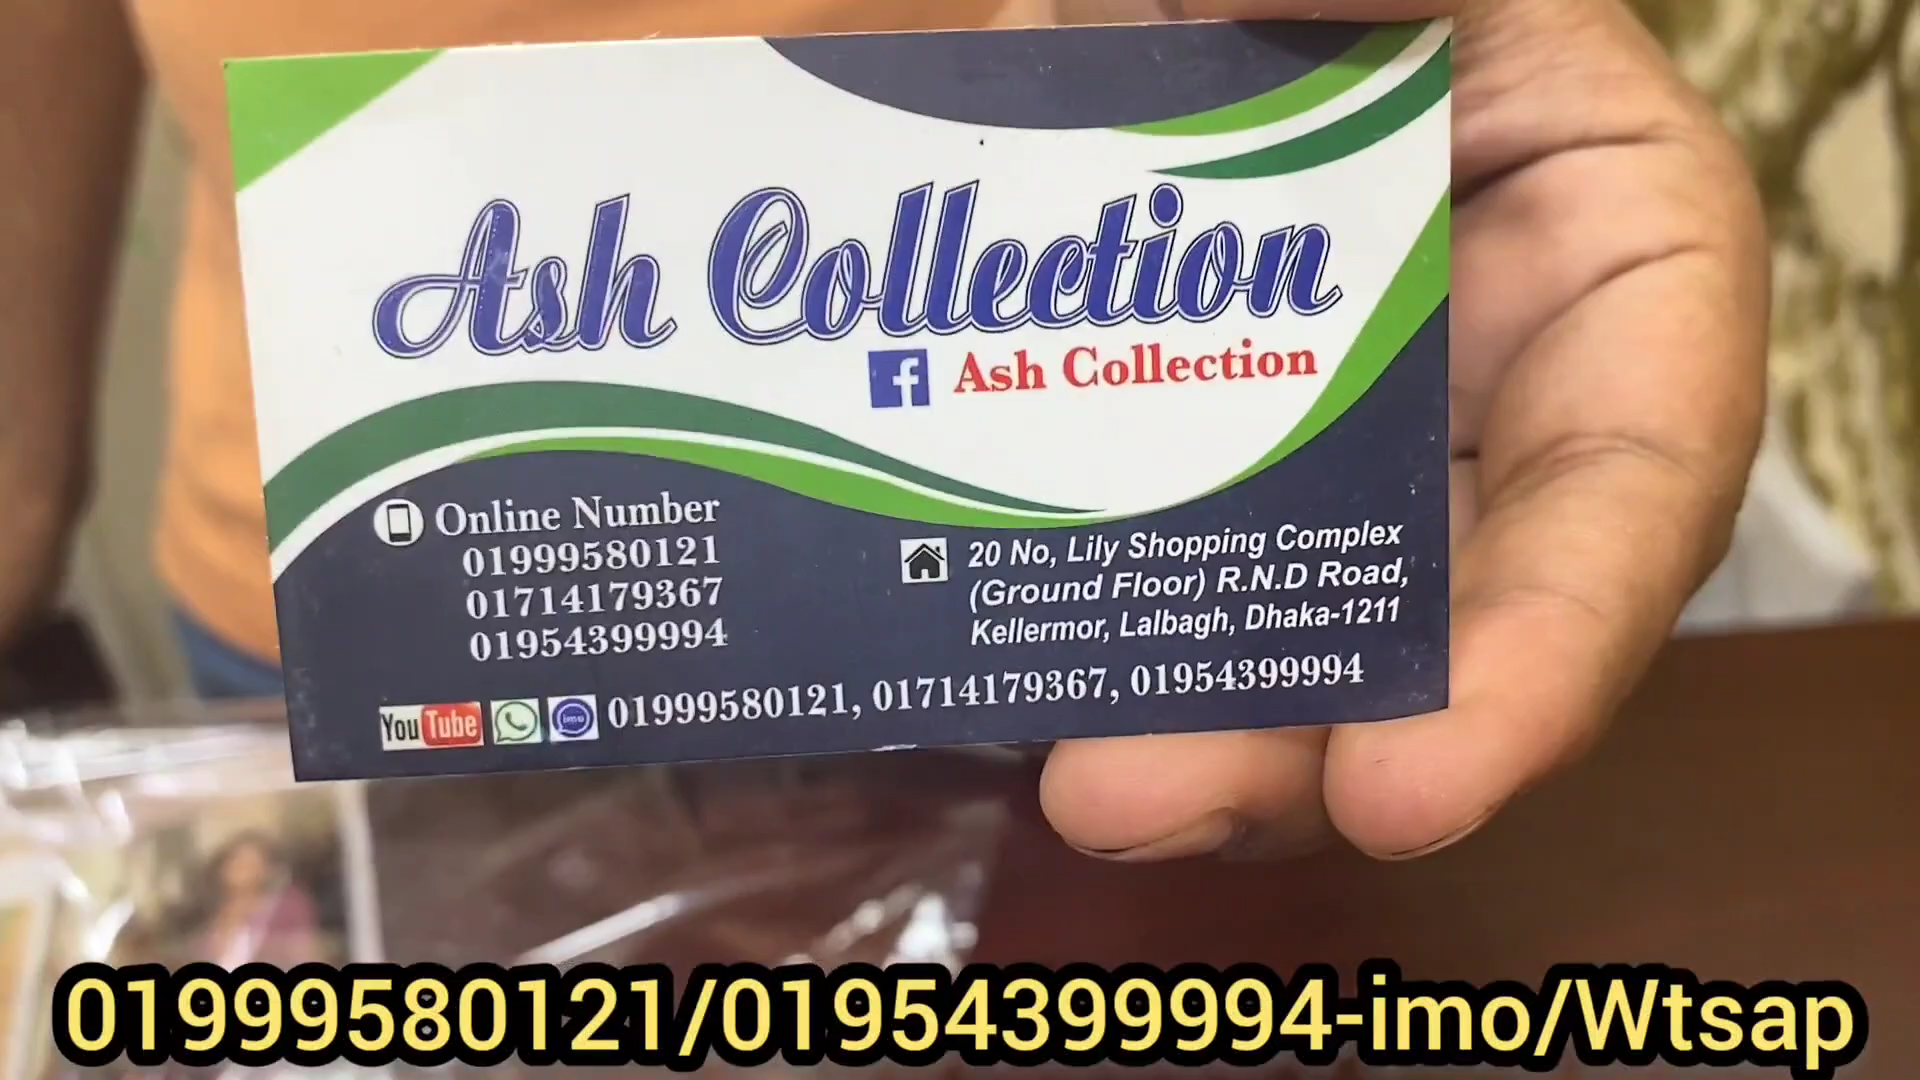 Ash Collection
f Ash Collection
Online Number
01999580121
01714179367
01954399994
20 No, Lily Shopping Complex
(Ground Floor) R.N.D Road,
Kellermor, Lalbagh, Dhaka-1211
YouTube imo 01999580121, 01714179367, 01954399994
01999580121/01954399994-imo/Wtsap